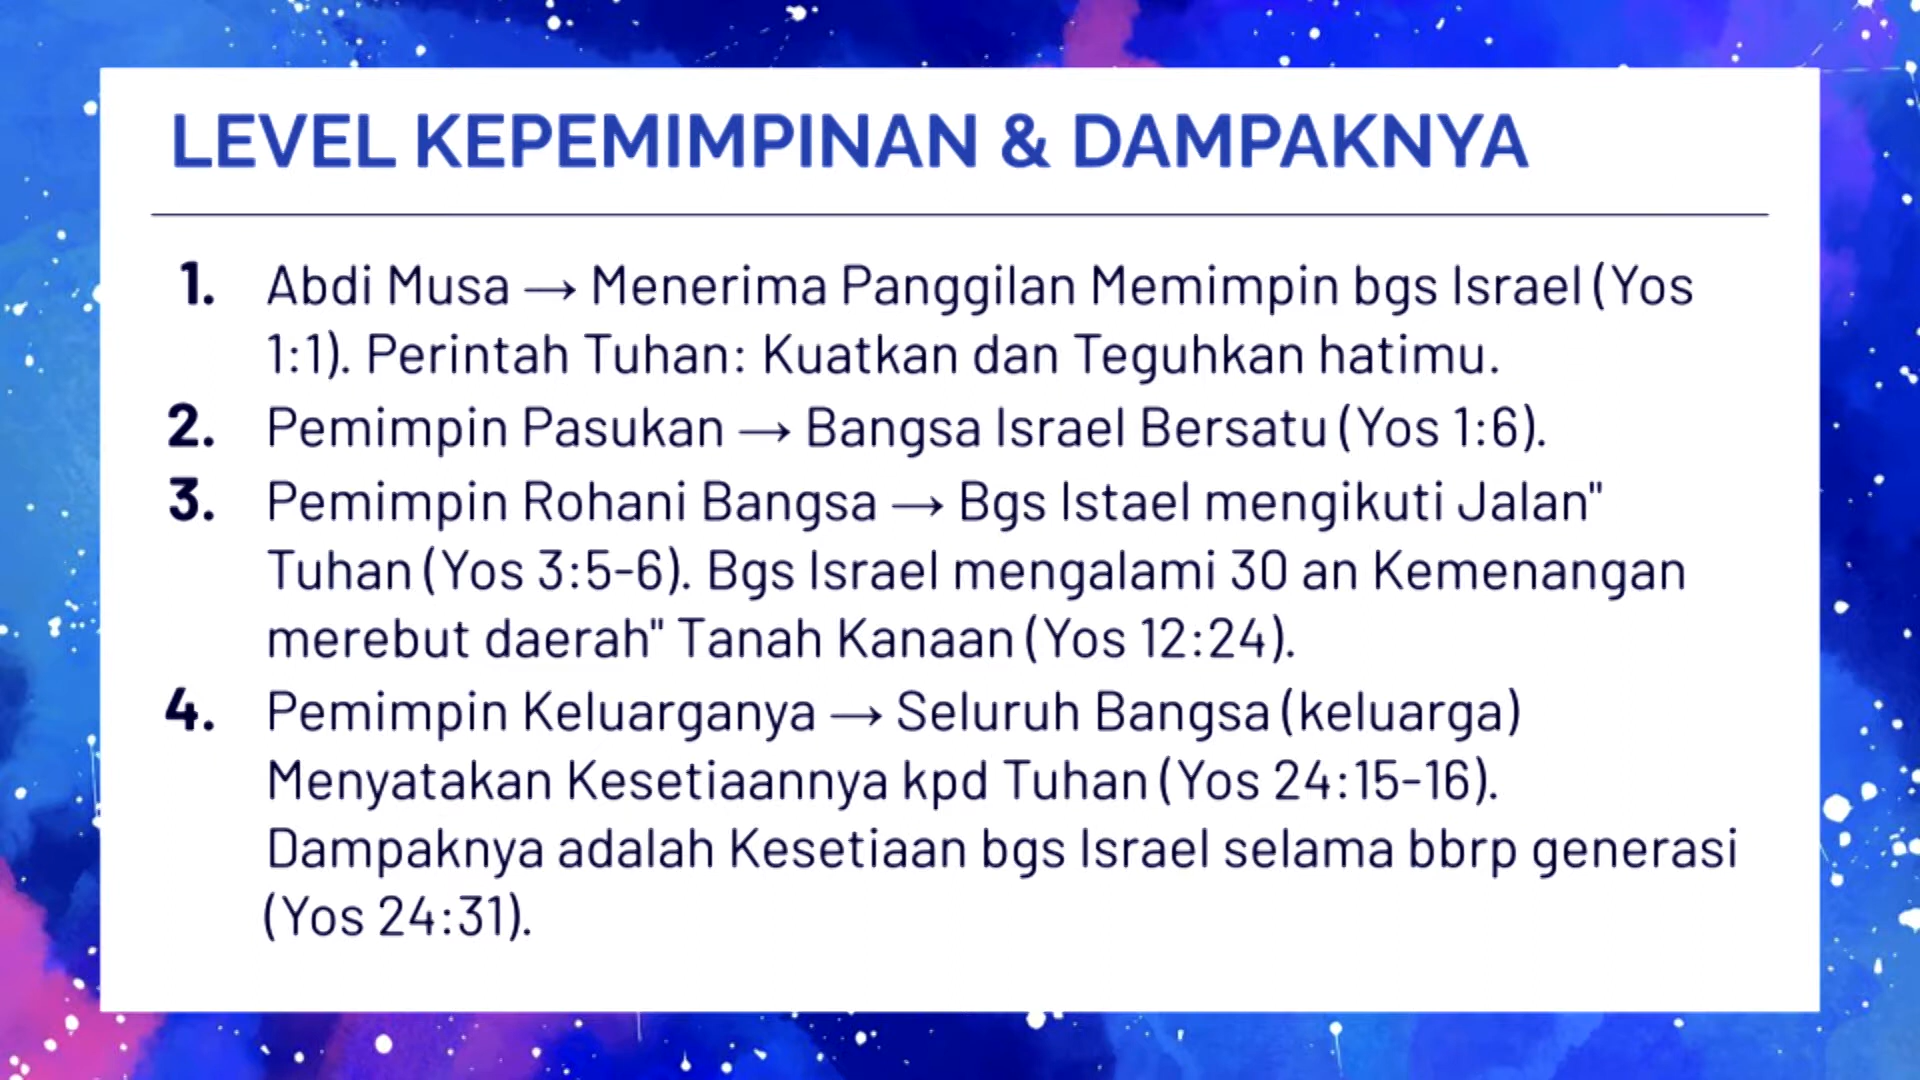 LEVEL KEPEMIMPINAN & DAMPAKNYA
1. Abdi Musa → Menerima Panggilan Memimpin bgs Israel (Yos
1:1). Perintah Tuhan: Kuatkan dan Teguhkan hatimu.
2. Pemimpin Pasukan → Bangsa Israel Bersatu (Yos 1:6).
3. Pemimpin Rohani Bangsa → Bgs Istael mengikuti Jalan"
Tuhan (Yos 3:5-6). Bgs Israel mengalami 30 an Kemenangan
merebut daerah" Tanah Kanaan (Yos 12:24).
4. Pemimpin Keluarganya → Seluruh Bangsa (keluarga)
Menyatakan Kesetiaannya kpd Tuhan (Yos 24:15-16).
Dampaknya adalah Kesetiaan bgs Israel selama bbrp generasi
(Yos 24:31).